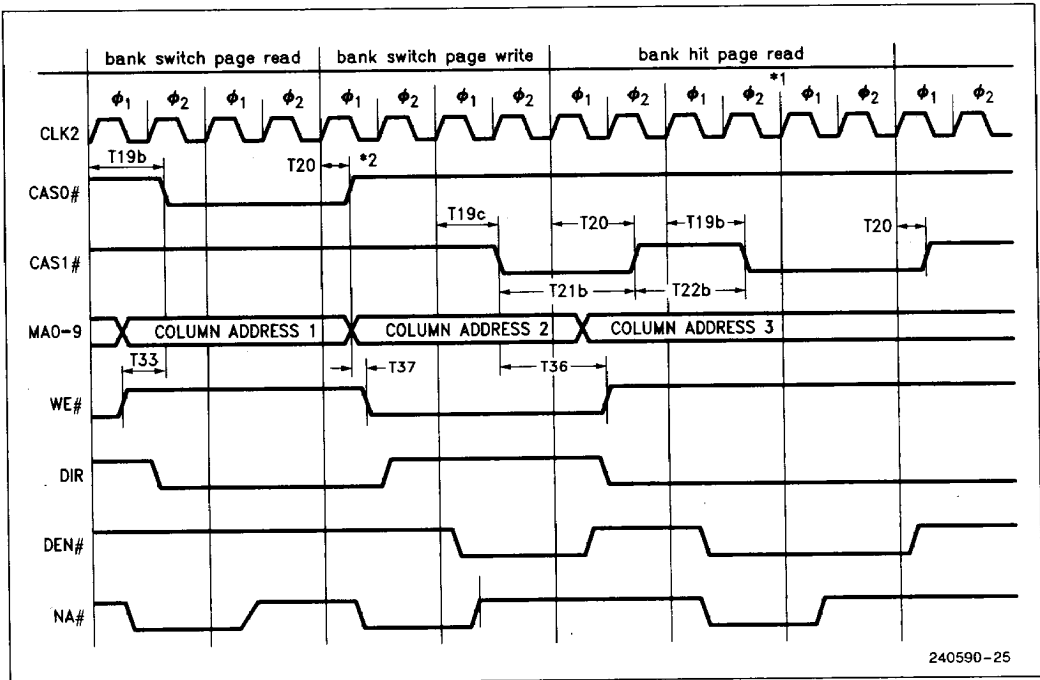 bank switch page read bank switch page write bank hit page read
ϕ1 ϕ2 ϕ1 ϕ2 ϕ1 ϕ2 ϕ1 ϕ2 ϕ1 ϕ2 ϕ1 ϕ2 *1 ϕ1 ϕ2 ϕ1 ϕ2
CLK2
T19b T20 *2
CAS0#
T19c T20 T19b T20
CAS1#
T21b T22b
MA0-9 COLUMN ADDRESS 1 COLUMN ADDRESS 2 COLUMN ADDRESS 3
T33 T37 T36
WE#
DIR
DEN#
NA#
240590-25